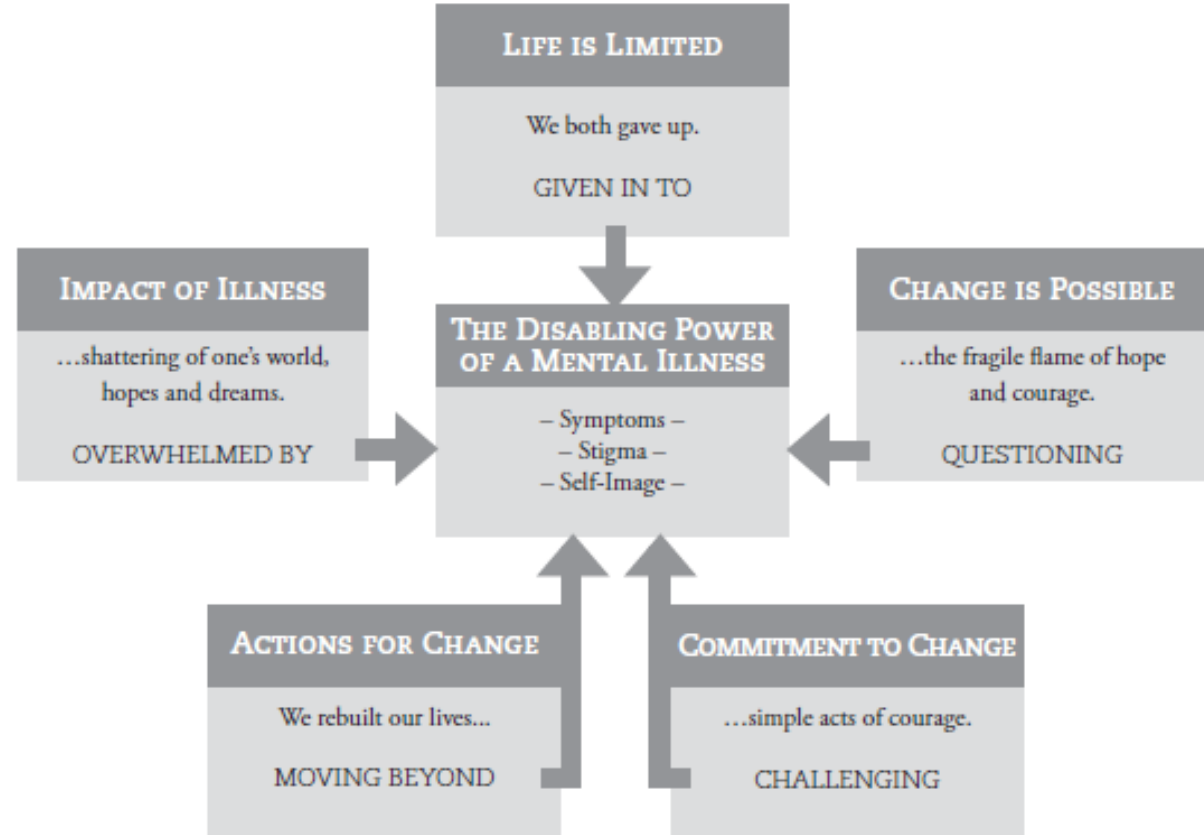 LIFE IS LIMITED
We both gave up.
GIVEN IN TO
IMPACT OF ILLNESS
…shattering of one’s world,
hopes and dreams.
OVERWHELMED BY
THE DISABLING POWER
OF A MENTAL ILLNESS
– Symptoms –
– Stigma –
– Self-Image –
CHANGE IS POSSIBLE
…the fragile flame of hope
and courage.
QUESTIONING
ACTIONS FOR CHANGE
We rebuilt our lives...
MOVING BEYOND
COMMITMENT TO CHANGE
…simple acts of courage.
CHALLENGING